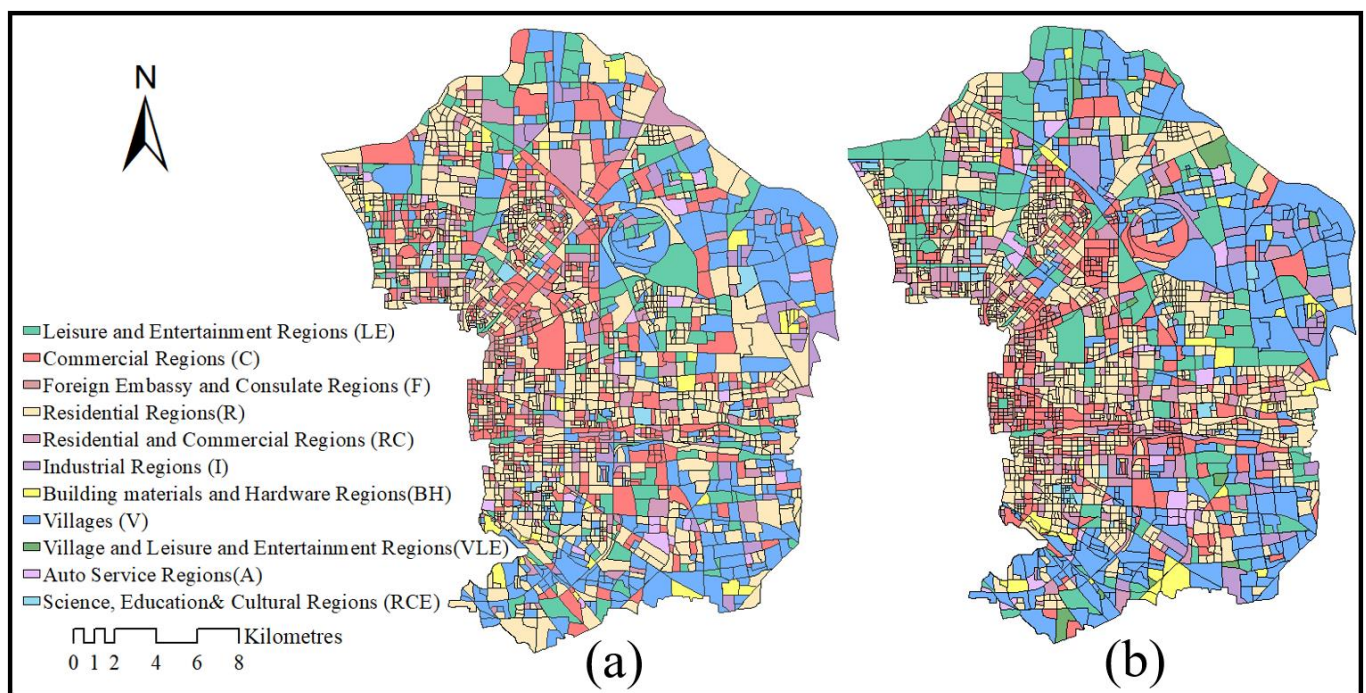 N
Leisure and Entertainment Regions (LE)
Commercial Regions (C)
Foreign Embassy and Consulate Regions (F)
Residential Regions(R)
Residential and Commercial Regions (RC)
Industrial Regions (I)
Building materials and Hardware Regions(BH)
Villages (V)
Village and Leisure and Entertainment Regions(VLE)
Auto Service Regions(A)
Science, Education& Cultural Regions (RCE)
Kilometres
0 1 2 4 6 8
(a)
(b)